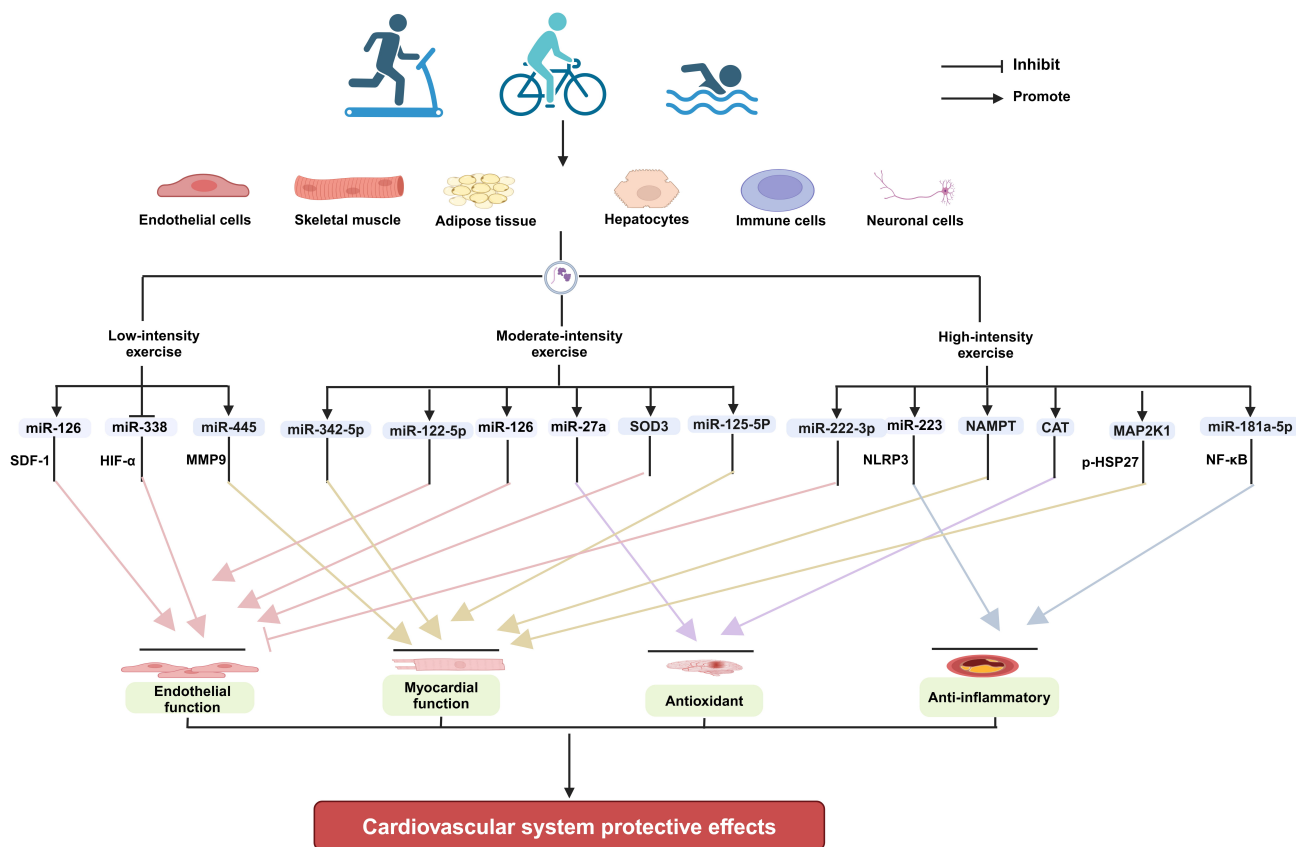 Inhibit
Promote
Endothelial cells
Skeletal muscle
Adipose tissue
Hepatocytes
Immune cells
Neuronal cells
Low-intensity
exercise
Moderate-intensity
exercise
High-intensity
exercise
miR-126
miR-338
miR-445
miR-342-5p
miR-122-5p
miR-126
miR-27a
SOD3
miR-125-5P
miR-222-3p
miR-223
NAMPT
CAT
MAP2K1
miR-181a-5p
SDF-1
HIF-α
MMP9
NLRP3
p-HSP27
NF-κB
Endothelial
function
Myocardial
function
Antioxidant
Anti-inflammatory
Cardiovascular system protective effects